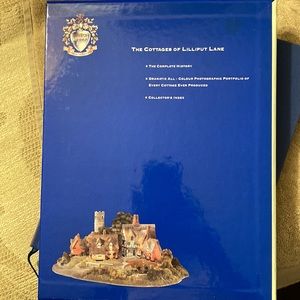 The Cottages of Lilliput Lane
The Complete History
Dramatic All - Colour Photographic Portfolio of
Every Cottage Ever Produced
Collector's Index